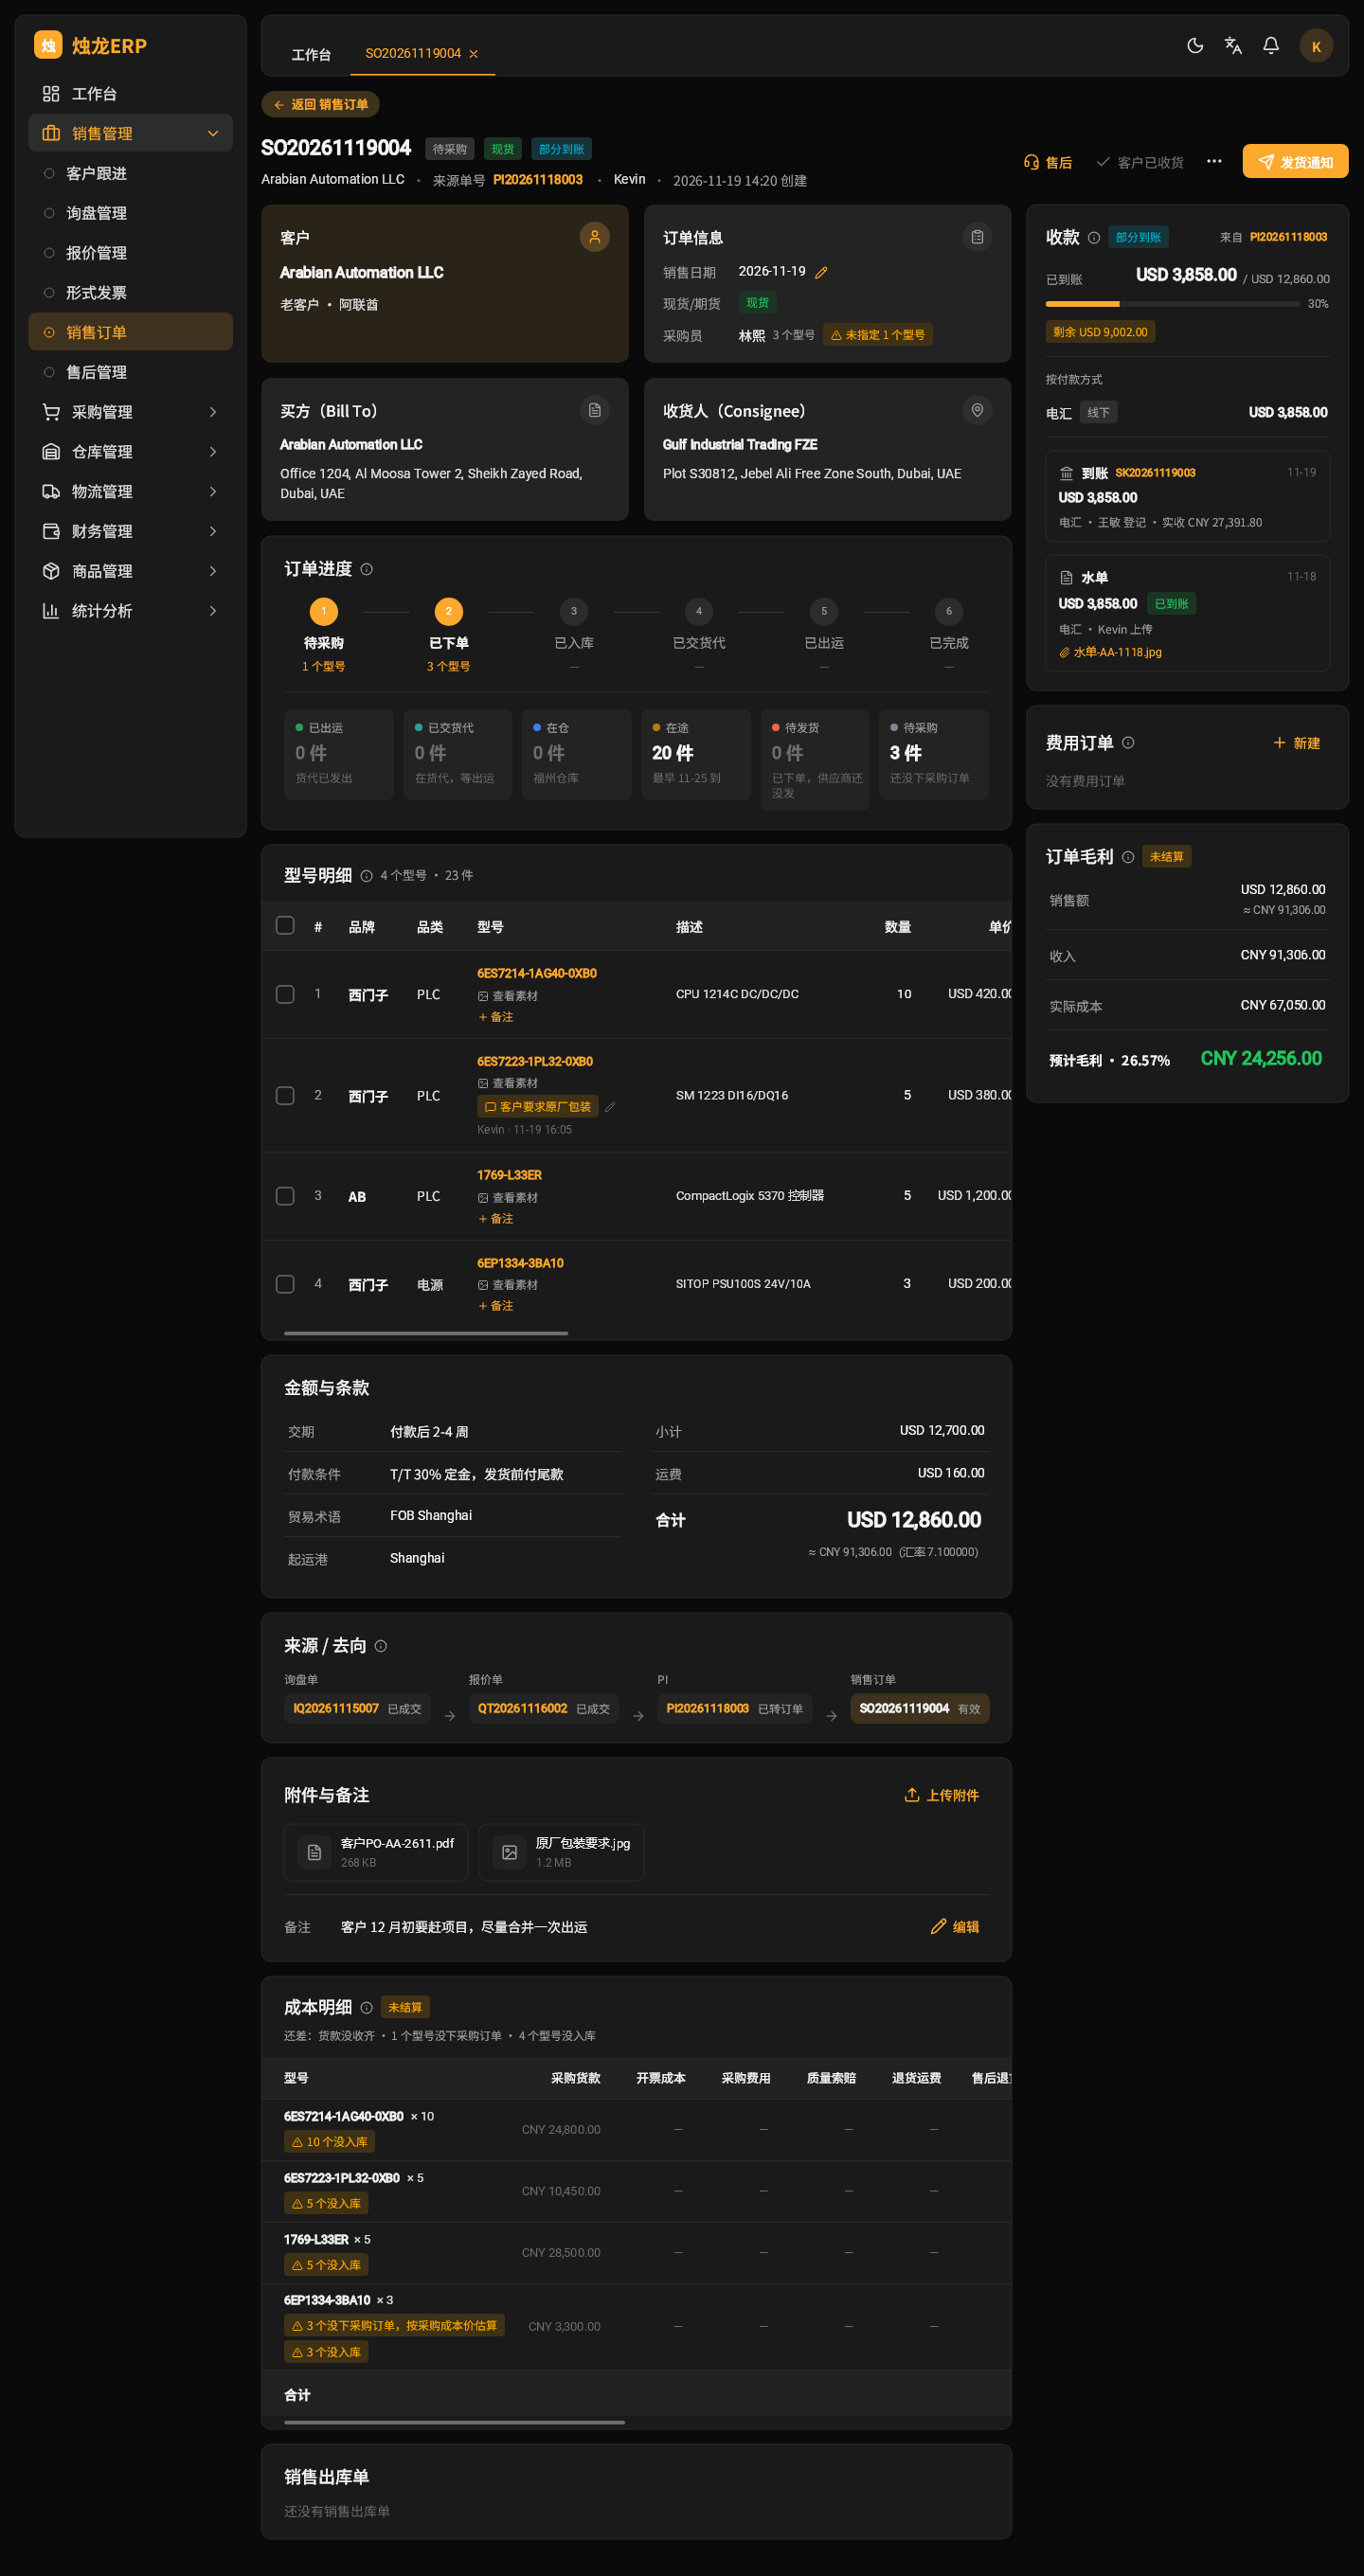 烛 烛龙ERP
工作台
销售管理
客户跟进
询盘管理
报价管理
形式发票
销售订单
售后管理
采购管理
仓库管理
物流管理
财务管理
商品管理
统计分析
工作台 SO20261119004
K
返回 销售订单
SO20261119004 待采购 现货 部分到账
Arabian Automation LLC • 来源单号 PI20261118003 • Kevin • 2026-11-19 14:20 创建
售后 客户已收货 发货通知
客户
Arabian Automation LLC
老客户 • 阿联酋
订单信息
销售日期 2026-11-19
现货/期货 现货
采购员 林熙 3 个型号 未指定 1 个型号
买方（Bill To）
Arabian Automation LLC
Office 1204, Al Moosa Tower 2, Sheikh Zayed Road,
Dubai, UAE
收货人（Consignee）
Gulf Industrial Trading FZE
Plot S30812, Jebel Ali Free Zone South, Dubai, UAE
订单进度
1 2 3 4 5 6
待采购 已下单 已入库 已交货代 已出运 已完成
1 个型号 3 个型号 — — — —
已出运 已交货代 在仓 在途 待发货 待采购
0 件 0 件 0 件 20 件 0 件 3 件
货代已发出 在货代，等出运 福州仓库 最早 11-25 到 已下单，供应商还 还没下采购订单
没发
型号明细 4 个型号 • 23 件
# 品牌 品类 型号 描述 数量 单价
6ES7214-1AG40-0XB0
1 西门子 PLC 查看素材 CPU 1214C DC/DC/DC 10 USD 420.00
备注
6ES7223-1PL32-0XB0
查看素材
2 西门子 PLC 客户要求原厂包装 SM 1223 DI16/DQ16 5 USD 380.00
Kevin · 11-19 16:05
1769-L33ER
3 AB PLC 查看素材 CompactLogix 5370 控制器 5 USD 1,200.00
备注
6EP1334-3BA10
4 西门子 电源 查看素材 SITOP PSU100S 24V/10A 3 USD 200.00
备注
金额与条款
交期 付款后 2-4 周
付款条件 T/T 30% 定金，发货前付尾款
贸易术语 FOB Shanghai
起运港 Shanghai
小计 USD 12,700.00
运费 USD 160.00
合计 USD 12,860.00
≈ CNY 91,306.00（汇率 7.100000）
来源 / 去向
询盘单 报价单 PI 销售订单
IQ20261115007 已成交 QT20261116002 已成交 PI20261118003 已转订单 SO20261119004 有效
附件与备注 上传附件
客户PO-AA-2611.pdf
268 KB
原厂包装要求.jpg
1.2 MB
备注 客户 12 月初要赶项目，尽量合并一次出运 编辑
成本明细 未结算
还差：货款没收齐 • 1 个型号没下采购订单 • 4 个型号没入库
型号 采购货款 开票成本 采购费用 质量索赔 退货运费 售后退
6ES7214-1AG40-0XB0 × 10
10 个没入库 CNY 24,800.00 — — — —
6ES7223-1PL32-0XB0 × 5
5 个没入库 CNY 10,450.00 — — — —
1769-L33ER × 5
5 个没入库 CNY 28,500.00 — — — —
6EP1334-3BA10 × 3
3 个没下采购订单，按采购成本价估算 CNY 3,300.00 — — — —
3 个没入库
合计
销售出库单
还没有销售出库单
收款 部分到账 来自 PI20261118003
已到账 USD 3,858.00 / USD 12,860.00
30%
剩余 USD 9,002.00
按付款方式
电汇 线下 USD 3,858.00
到账 SK20261119003 11-19
USD 3,858.00
电汇 • 王敏 登记 • 实收 CNY 27,391.80
水单 11-18
USD 3,858.00 已到账
电汇 • Kevin 上传
水单-AA-1118.jpg
费用订单 新建
没有费用订单
订单毛利 未结算
销售额 USD 12,860.00
≈ CNY 91,306.00
收入 CNY 91,306.00
实际成本 CNY 67,050.00
预计毛利 • 26.57% CNY 24,256.00